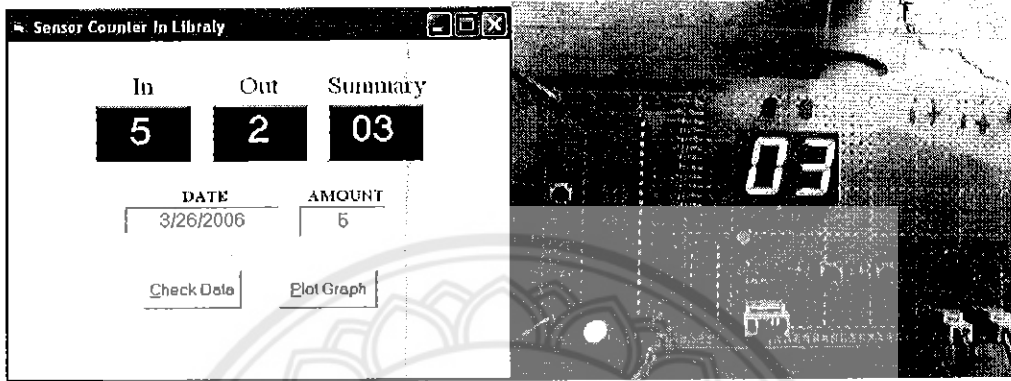 Sensor Counter In Libraly
In Out Summary
5 2 03
DATE AMOUNT
3/26/2006 5
Check Data Plot Graph
03